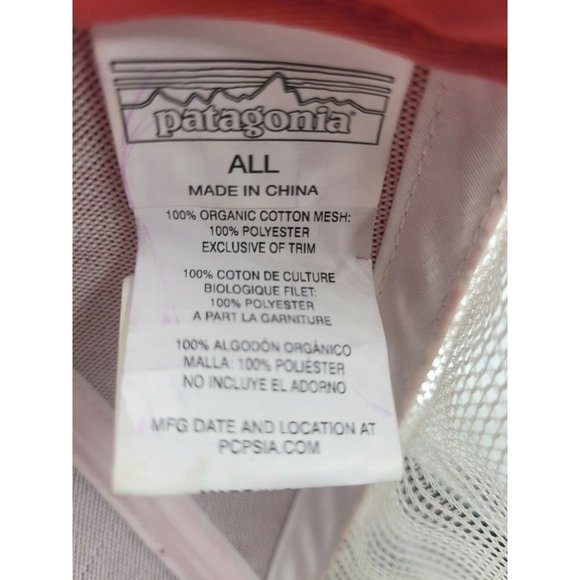 patagonia®
ALL
MADE IN CHINA
100% ORGANIC COTTON MESH:
100% POLYESTER
EXCLUSIVE OF TRIM
100% COTON DE CULTURE
BIOLOGIQUE FILET:
100% POLYESTER
A PART LA GARNITURE
100% ALGODÓN ORGÁNICO
MALLA: 100% POLIÉSTER
NO INCLUYE EL ADORNO
MFG DATE AND LOCATION AT
PCPSIA.COM